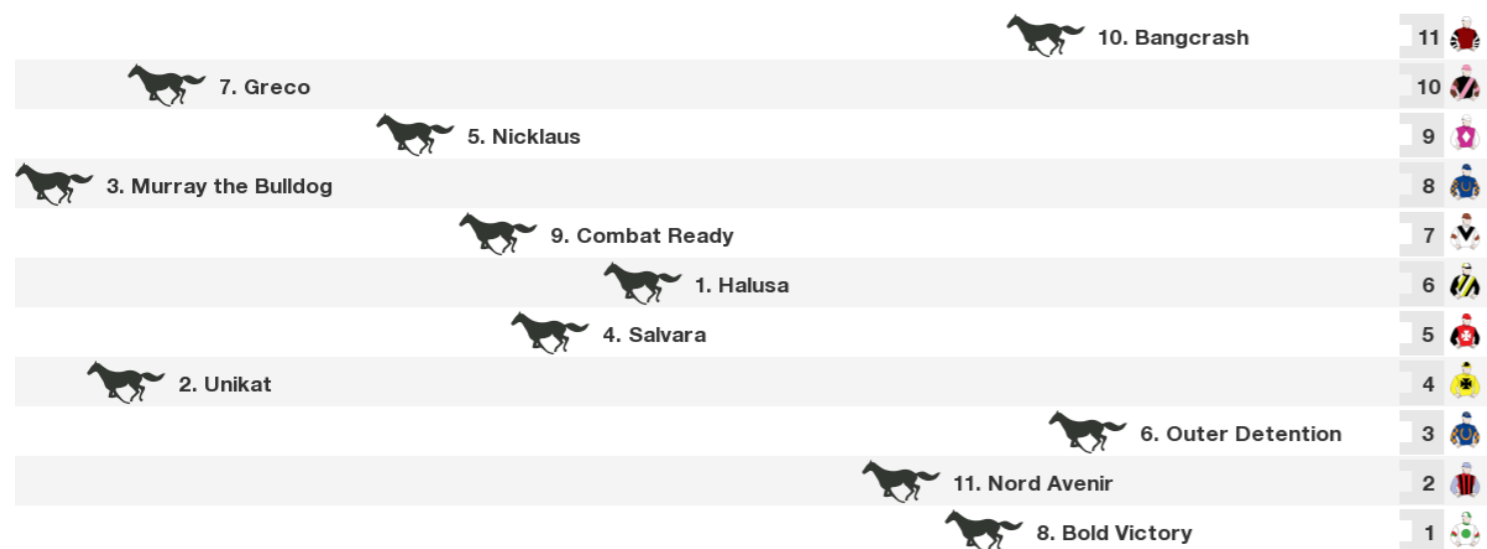 10. Bangcrash 11
7. Greco 10
5. Nicklaus 9
3. Murray the Bulldog 8
9. Combat Ready 7
1. Halusa 6
4. Salvara 5
2. Unikat 4
6. Outer Detention 3
11. Nord Avenir 2
8. Bold Victory 1